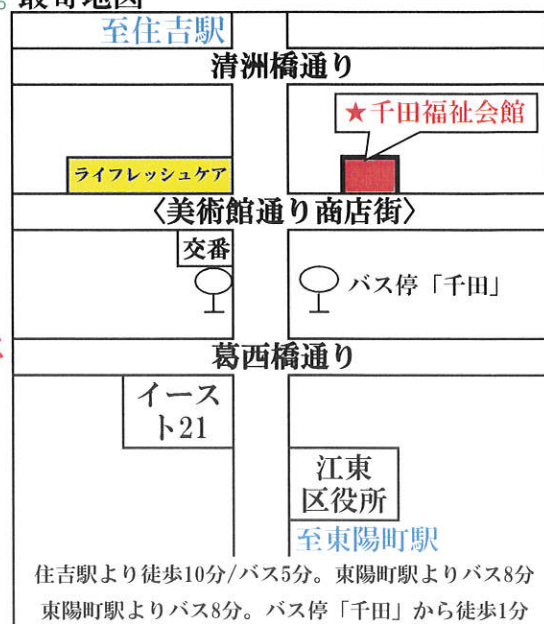 最寄地図
至住吉駅
清洲橋通り
★千田福祉会館
ライフレッシュケア
〈美術館通り商店街〉
交番
バス停「千田」
葛西橋通り
イース
ト21
江東
区役所
至東陽町駅
住吉駅より徒歩10分/バス5分。東陽町駅よりバス8分
東陽町駅よりバス8分。バス停「千田」から徒歩1分